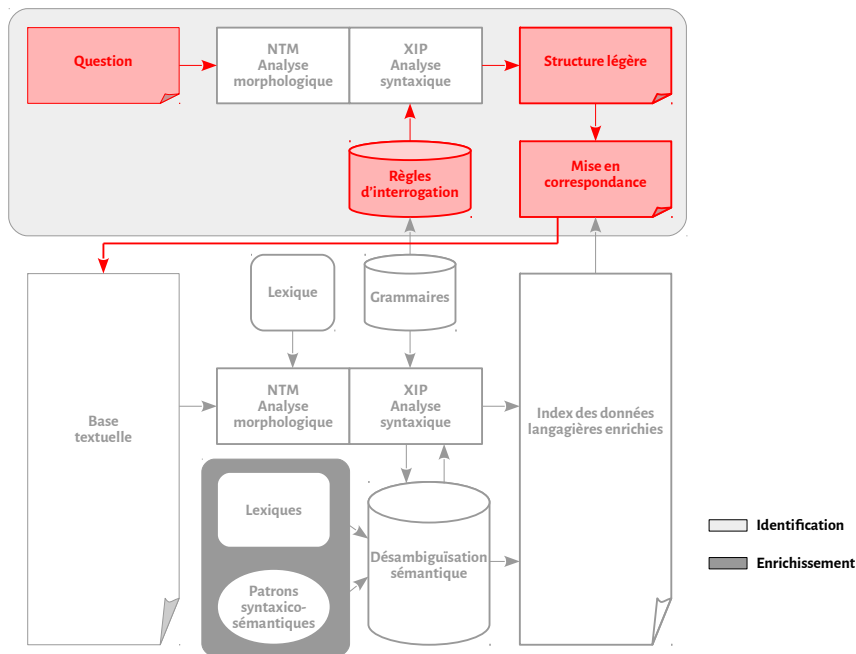 Question
NTM
Analyse
morphologique
XIP
Analyse
syntaxique
Structure légère
Règles
d'interrogation
Mise en
correspondance
Lexique
Grammaires
Base
textuelle
NTM
Analyse
morphologique
XIP
Analyse
syntaxique
Index des données
langagières enrichies
Lexiques
Patrons
syntaxico-
sémantiques
Désambiguïsation
sémantique
Identification
Enrichissement